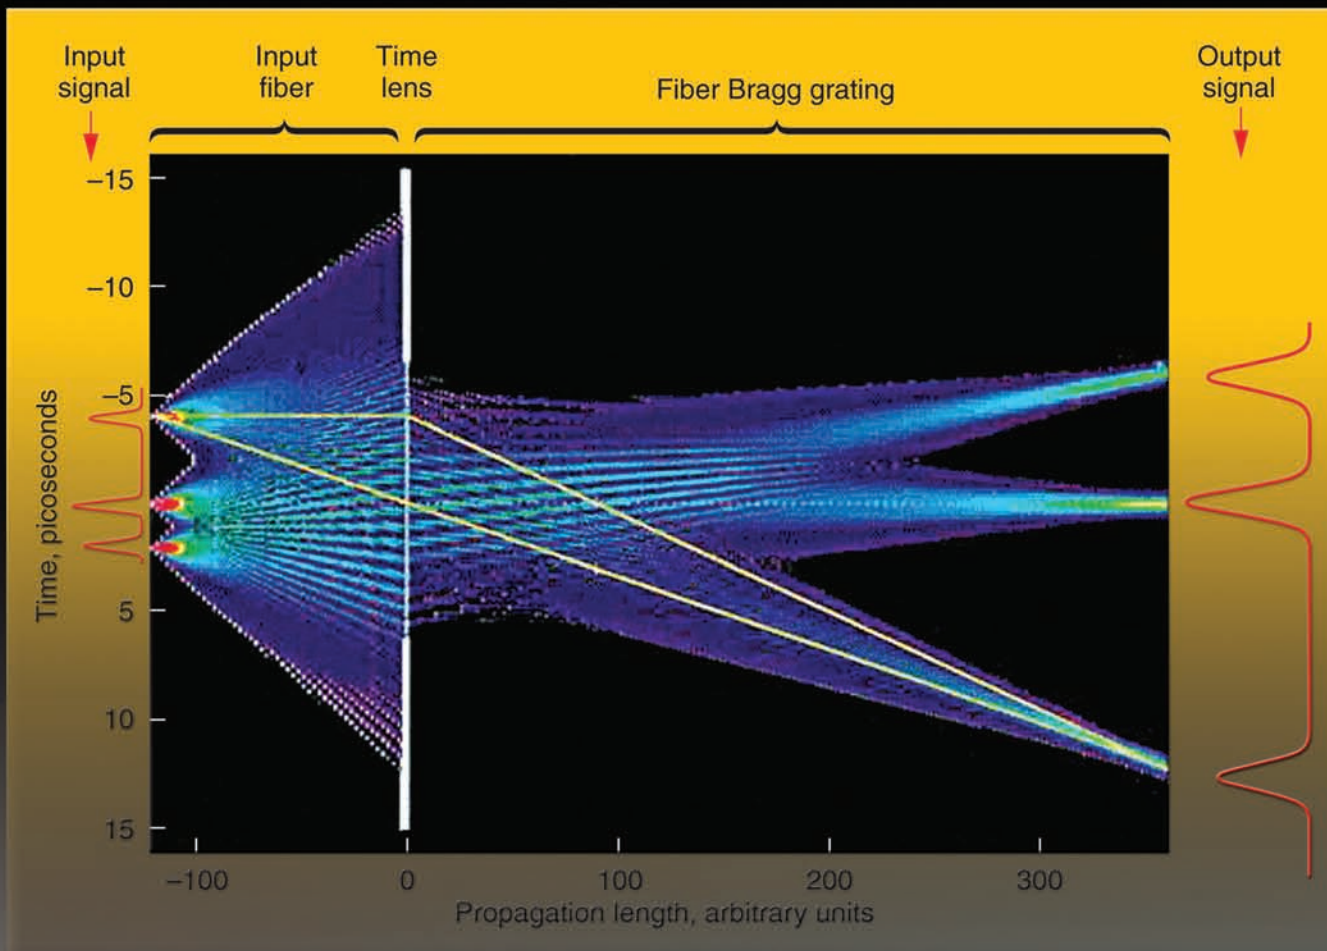 Input
signal
Input
fiber
Time
lens
Fiber Bragg grating
Output
signal
–15
–10
–5
5
10
15
Time, picoseconds
–100
0
100
200
300
Propagation length, arbitrary units